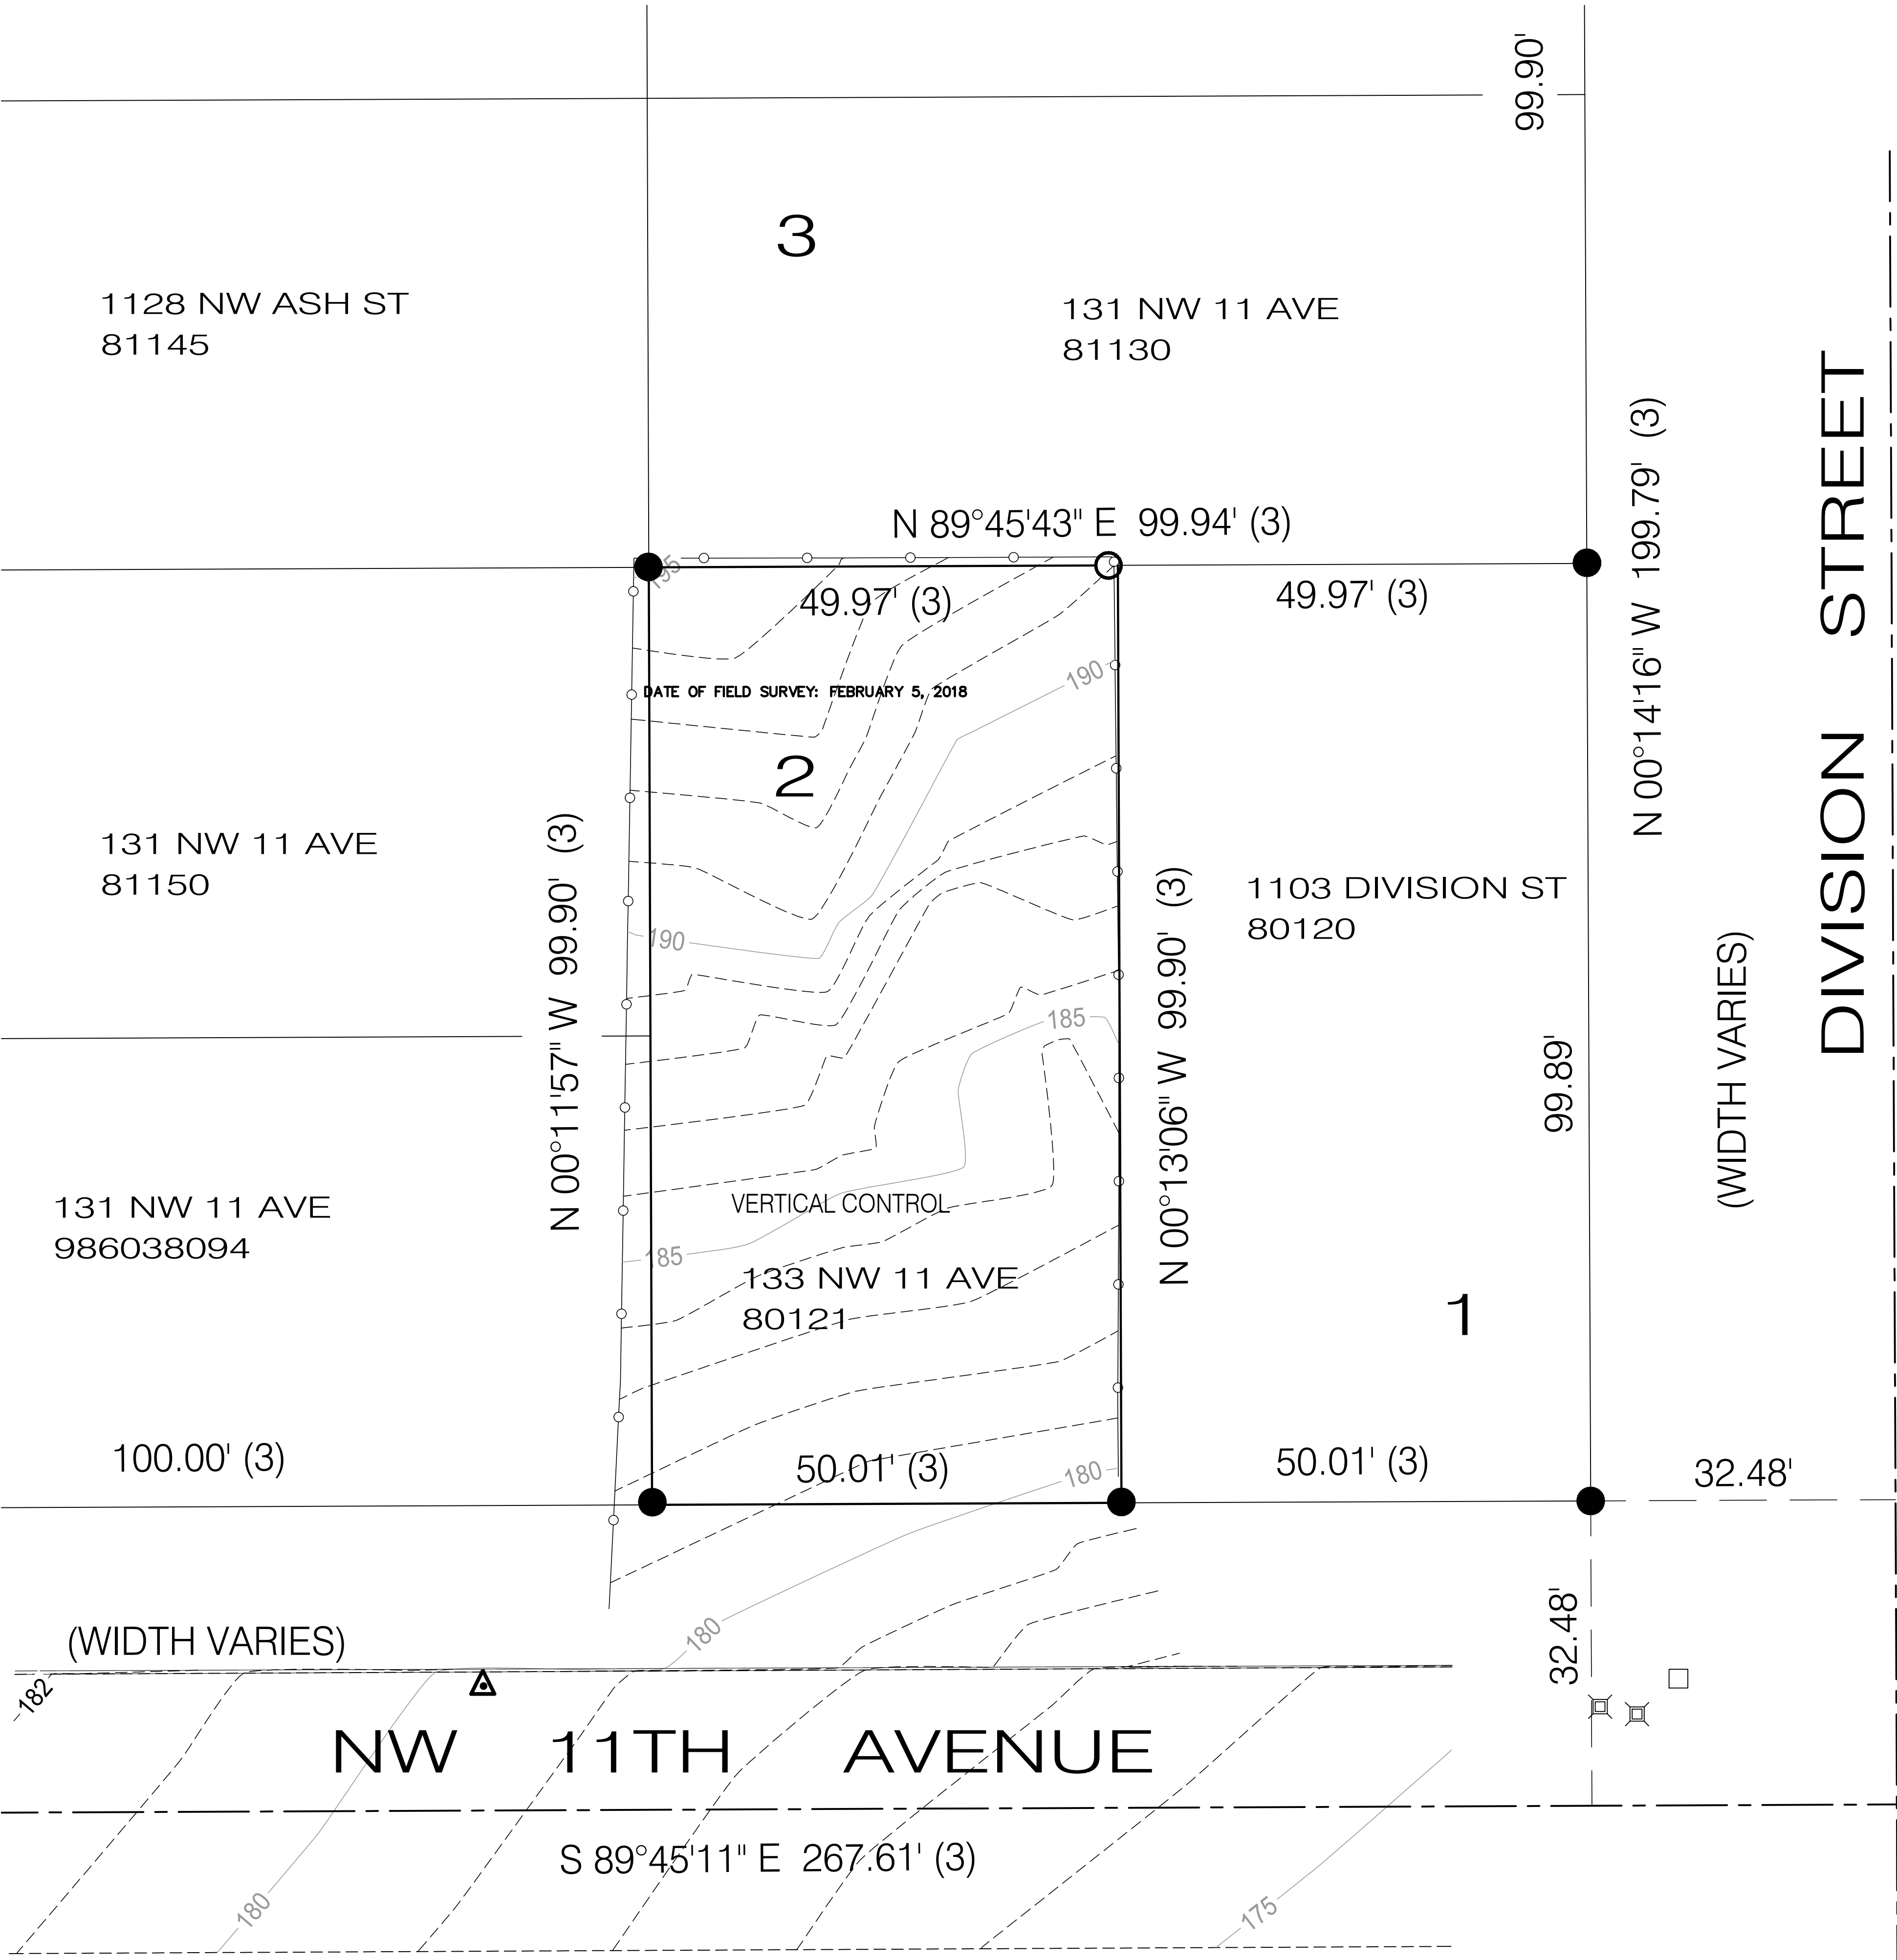 99.90'
3
1128 NW ASH ST
81145
131 NW 11 AVE
81130
N 89°45'43" E 99.94' (3)
195
49.97' (3)
49.97' (3)
N 00°14'16" W 199.79' (3)
DIVISION STREET
190
DATE OF FIELD SURVEY: FEBRUARY 5, 2018
2
131 NW 11 AVE
81150
N 00°11'57" W 99.90' (3)
190
N 00°13'06" W 99.90' (3)
1103 DIVISION ST
80120
(WIDTH VARIES)
185
99.89'
131 NW 11 AVE
986038094
VERTICAL CONTROL
185
133 NW 11 AVE
80121
1
100.00' (3)
50.01' (3)
180
50.01' (3)
32.48'
32.48'
(WIDTH VARIES)
180
182
NW 11TH AVENUE
S 89°45'11" E 267.61' (3)
180
175